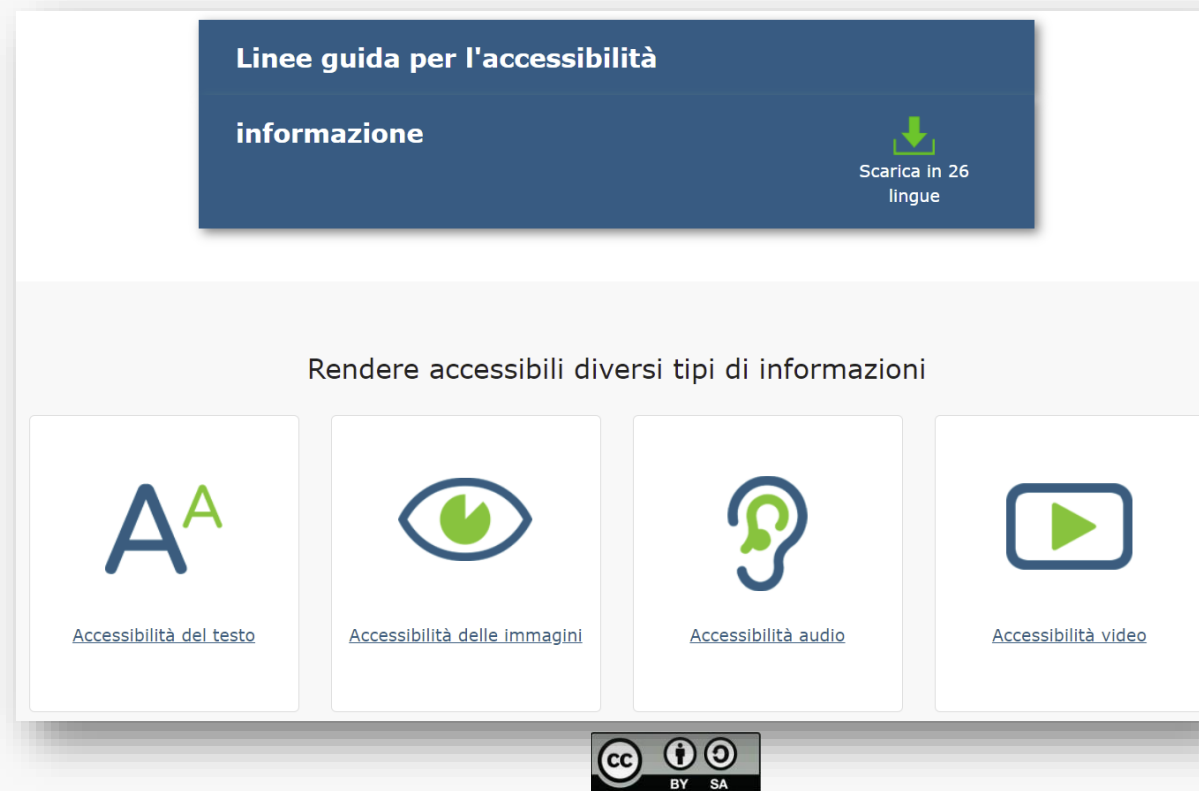 Linee guida per l'accessibilità
informazione
Scarica in 26
lingue
Rendere accessibili diversi tipi di informazioni
A A
Accessibilità del testo
Accessibilità delle immagini
Accessibilità audio
Accessibilità video
cc
BY SA